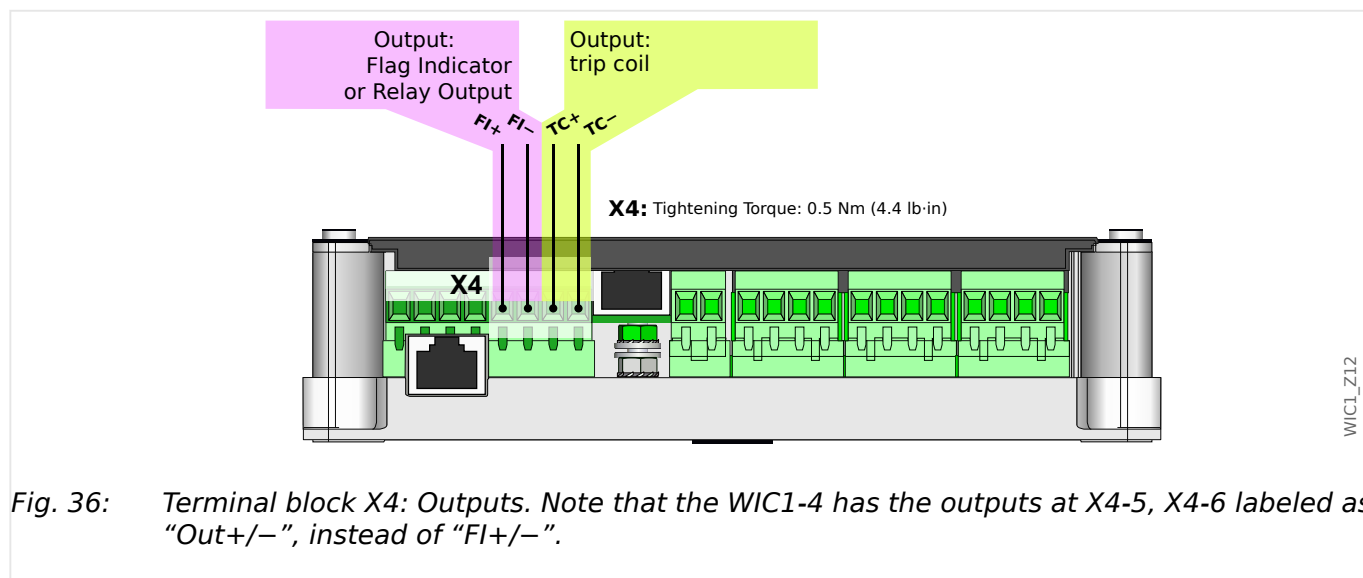 Output:
Flag Indicator
or Relay Output
Output:
trip coil
FI+ FI− TC+ TC−
X4: Tightening Torque: 0.5 Nm (4.4 lb·in)
X4
WIC1_Z12
Fig. 36: Terminal block X4: Outputs. Note that the WIC1-4 has the outputs at X4-5, X4-6 labeled as
“Out+/−”, instead of “FI+/−”.